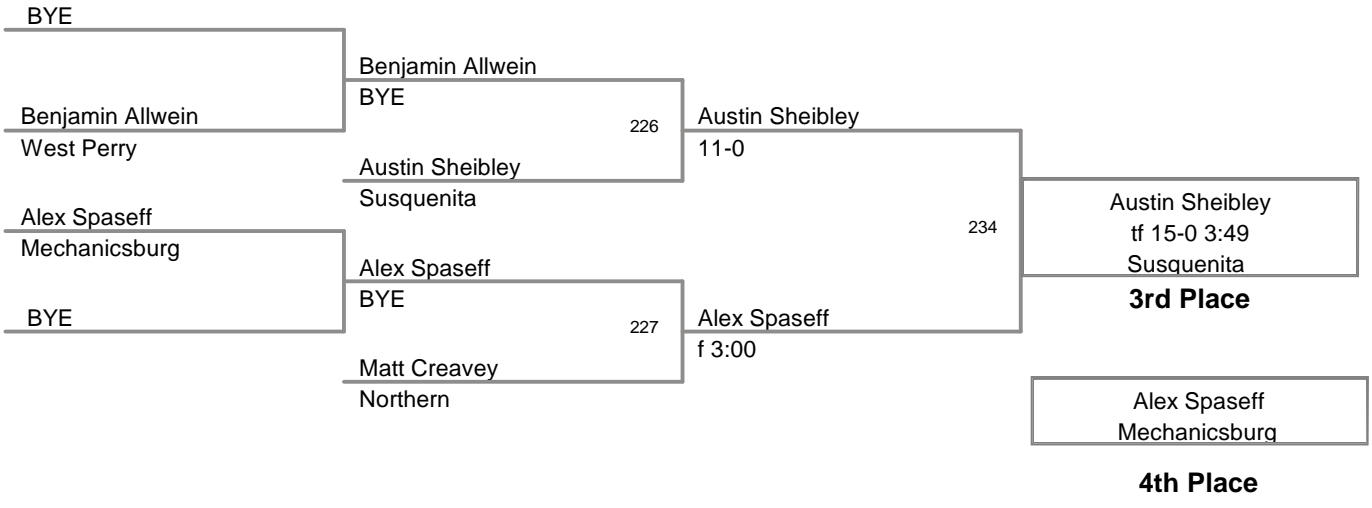 BYE
Benjamin Allwein
BYE
Benjamin Allwein
West Perry
226
Austin Sheibley
11-0
Austin Sheibley
Susquenita
Alex Spaseff
Mechanicsburg
234
Austin Sheibley
tf 15-0 3:49
Susquenita
3rd Place
Alex Spaseff
BYE
BYE
227
Alex Spaseff
f 3:00
Matt Creavey
Northern
Alex Spaseff
Mechanicsburg
4th Place